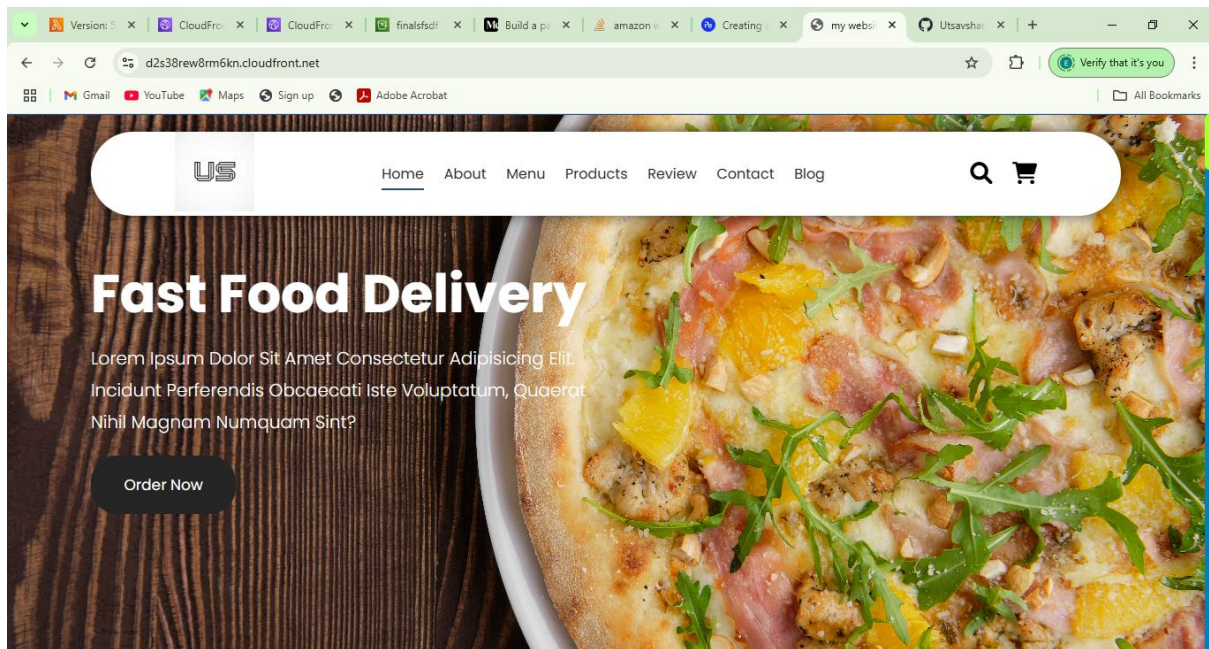 Version: 5
CloudFro
CloudFro
finalsfsdf
Build a pa
amazon w
Creating
my websi
Utsavshar
d2s38rew8rm6kn.cloudfront.net
Verify that it's you
Gmail YouTube Maps Sign up Adobe Acrobat
All Bookmarks
US
Home About Menu Products Review Contact Blog
Fast Food Delivery
Lorem Ipsum Dolor Sit Amet Consectetur Adipisicing Elit.
Incidunt Perferendis Obcaecati Iste Voluptatum, Quaerat
Nihil Magnam Numquam Sint?
Order Now